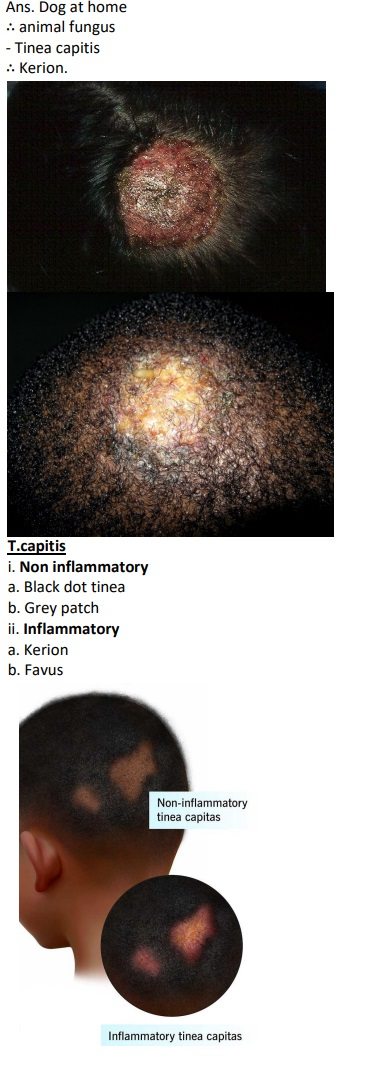 Ans. Dog at home
∴ animal fungus
- Tinea capitis
∴ Kerion.
T.capitis
i. Non inflammatory
a. Black dot tinea
b. Grey patch
ii. Inflammatory
a. Kerion
b. Favus
Non-inflammatory
tinea capitas
Inflammatory tinea capitas